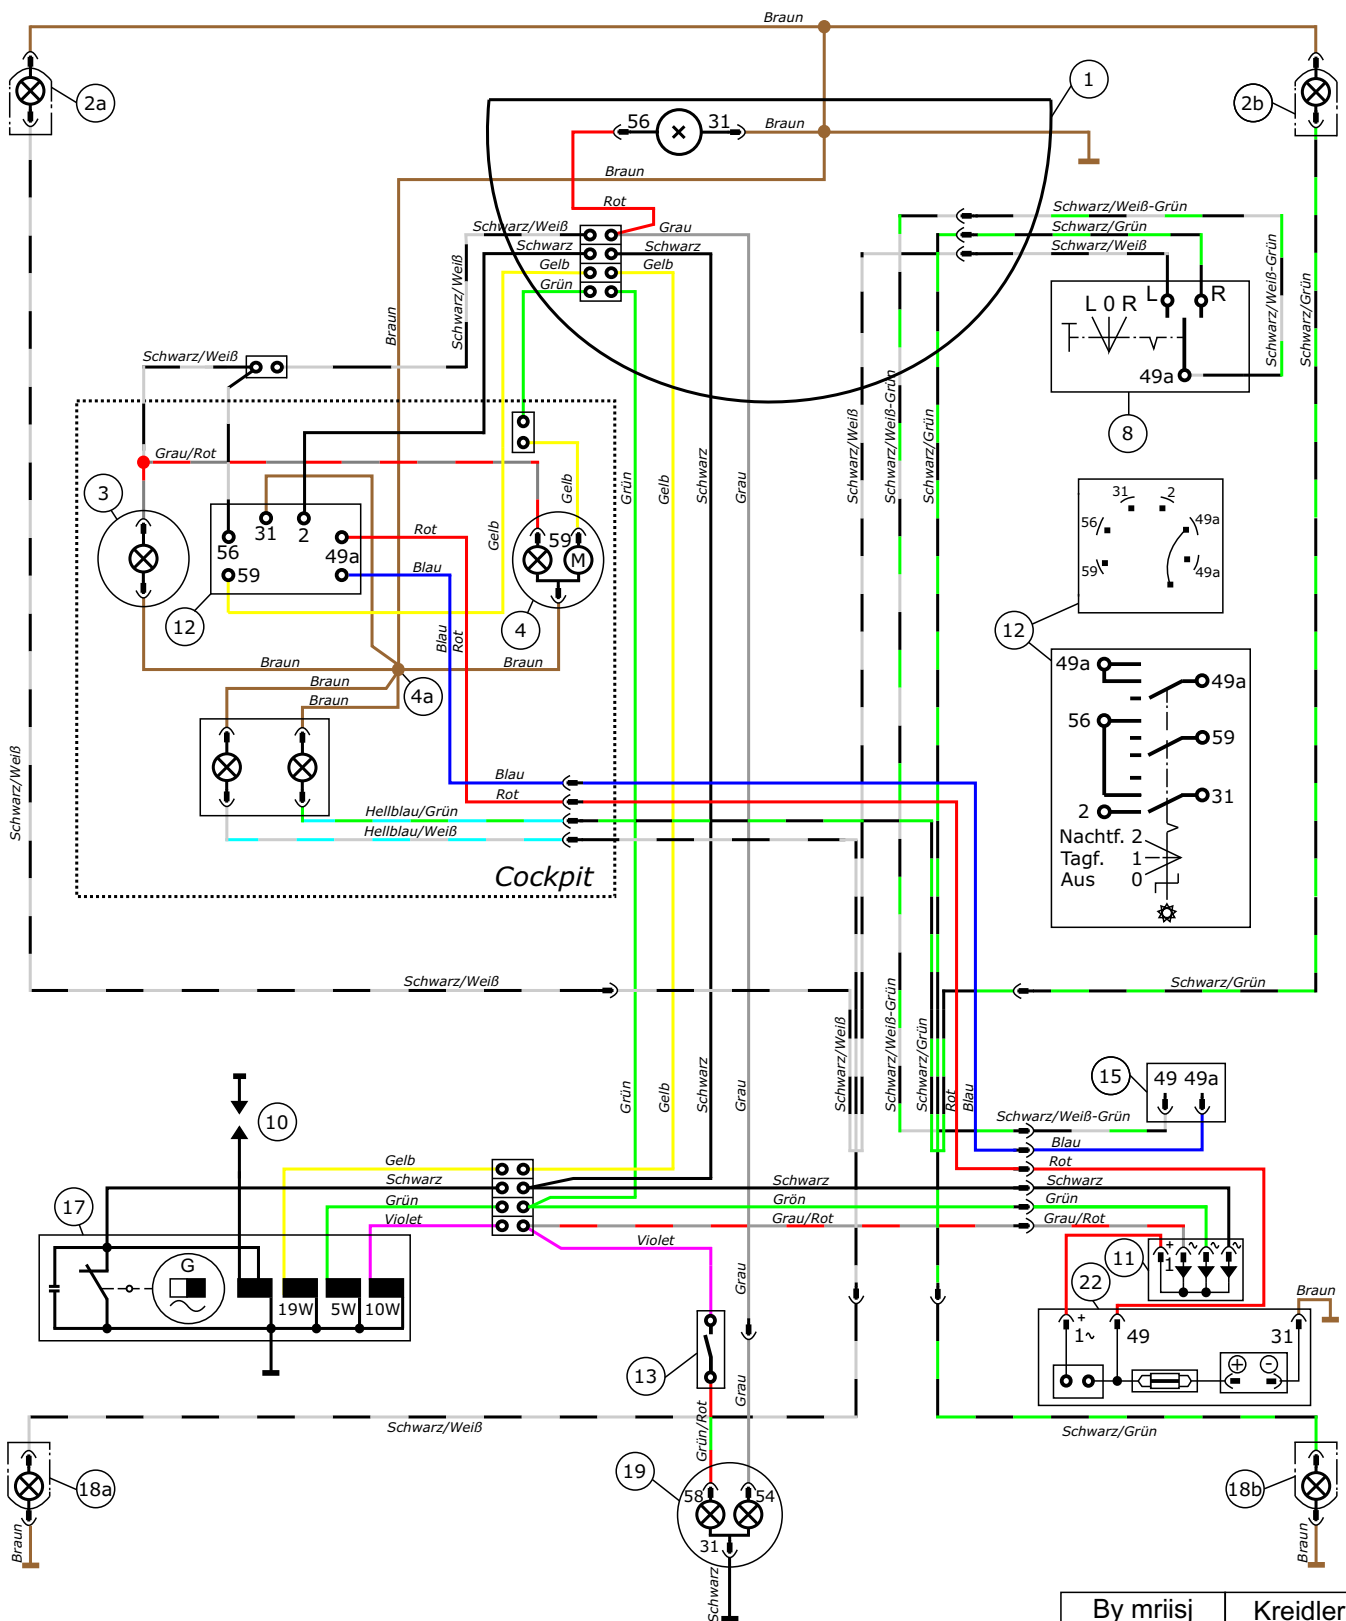 Braun
2a
2b
1
56
31
Braun
Braun
Rot
Schwarz/Weiß
Grau
Schwarz
Schwarz
Gelb
Gelb
Grün
Schwarz/Weiß-Grün
Schwarz/Grün
Schwarz/Weiß
L 0 R
L
R
49a
8
Schwarz/Weiß-Grün
Schwarz/Grün
Braun
Schwarz/Weiß
Schwarz/Weiß
Grau/Rot
3
31
2
56
49a
59
12
Rot
Blau
Gelb
Gelb
59
M
4
Grün
Gelb
Schwarz
Grau
Schwarz/Weiß
Schwarz/Weiß-Grün
Schwarz/Grün
31
2
56
49a
59
49a
12
Blau
Rot
Braun
Braun
Braun
Braun
4a
49a
49a
56
59
2
31
Nachtf. 2
Tagf. 1
Aus 0
Schwarz/Weiß
Blau
Rot
Hellblau/Grün
Hellblau/Weiß
Cockpit
Schwarz/Weiß
Schwarz/Grün
Grün
Gelb
Schwarz
Grau
Schwarz/Weiß
Schwarz/Weiß-Grün
Schwarz/Grün
Rot
Blau
15
49 49a
Schwarz/Weiß-Grün
Blau
Rot
10
Gelb
Schwarz
Schwarz
Schwarz
Grün
Grön
Grün
Violet
Grau/Rot
Grau/Rot
Violet
17
G
19W
5W
10W
Grau
11
+
1
~
~
~
22
Braun
+
1~
49
31
+
-
13
Grau
Grün/Rot
Schwarz/Weiß
Schwarz/Grün
18a
Braun
19
58
54
31
Schwarz
18b
Braun
By mriisj
Kreidler